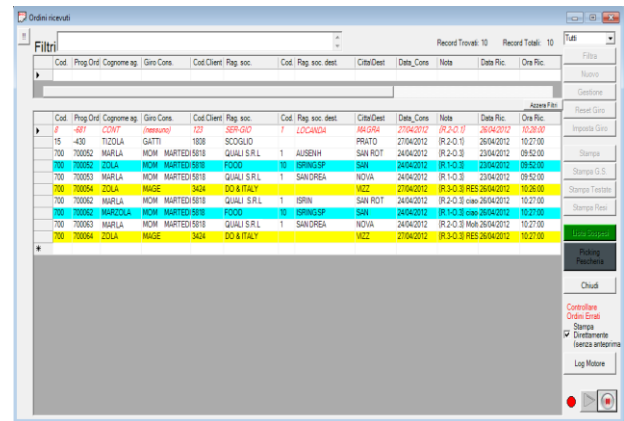 Ordini ricevuti
!!
Filtri
Record Trovati: 10 Record Totali: 10
Tutti
Cod. Prog.Ord Cognome ag. Giro Cons. Cod.Client Rag. soc. Cod. Rag. soc. dest. Citta\Dest Data_Cons Nota Data Ric. Ora Ric.
Azzera Filtri
Cod. Prog.Ord Cognome ag. Giro Cons. Cod.Client Rag. soc. Cod. Rag. soc. dest. Citta\Dest Data_Cons Nota Data Ric. Ora Ric.
8 -681 CONT (nessuno) 123 SER-GIO 1 LOCANDA MAGRA 27/04/2012 {R.2-O.1} 26/04/2012 10:28:00
15 -430 TIZOLA GATTI 1808 SCOGLIO PRATO 27/04/2012 {R.2-O.1} 26/04/2012 10:27:00
700 700052 MARLA MOM MARTEDI 5818 QUALI S.R.L 1 AUSENH SAN ROT 24/04/2012 {R.2-O.3} 23/04/2012 09:52:00
700 700052 ZOLA MOM MARTEDI 5818 FOOD 10 ISRINGSP SAN 24/04/2012 {R.1-O.3} 23/04/2012 09:52:00
700 700053 MARLA MOM MARTEDI 5818 QUALI S.R.L 1 SANDREA NOVA 24/04/2012 {R.2-O.3} 23/04/2012 09:52:00
700 700054 ZOLA MAGE 3424 DO & ITALY VIZZ 27/04/2012 {R.3-O.3} RES 26/04/2012 10:26:00
700 700062 MARLA MOM MARTEDI 5818 QUALI S.R.L 1 ISRIN SAN ROT 24/04/2012 {R.2-O.3} ciao 26/04/2012 10:27:00
700 700062 MARZOLA MOM MARTEDI 5818 FOOD 10 ISRINGSP SAN 24/04/2012 {R.1-O.3} ciao 26/04/2012 10:27:00
700 700063 MARLA MOM MARTEDI 5818 QUALI S.R.L 1 SANDREA NOVA 24/04/2012 {R.2-O.3} Molt 26/04/2012 10:27:00
700 700064 ZOLA MAGE 3424 DO & ITALY VIZZ 27/04/2012 {R.3-O.3} RES 26/04/2012 10:27:00
Filtra
Nuovo
Gestione
Reset Giro
Imposta Giro
Stampa
Stampa G.S.
Stampa Testate
Stampa Resi
Lista Sospesi
Picking
Pescheria
Chiudi
Controllare
Ordini Errati
Stampa
Direttamente
(senza anteprima
Log Motore